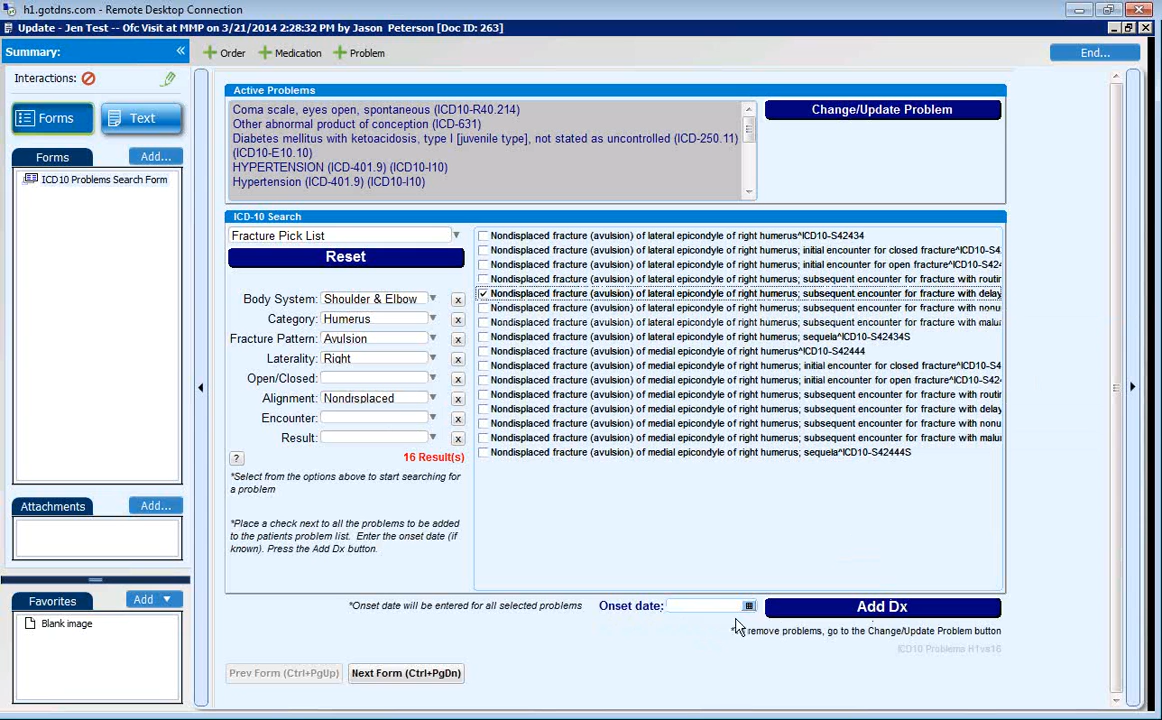 h1.gotdns.com - Remote Desktop Connection
Update - Jen Test -- Ofc Visit at MMP on 3/21/2014 2:28:32 PM by Jason Peterson [Doc ID: 263]
Summary:
Order
Medication
Problem
End...
Interactions:
Forms
Text
Forms
Add...
ICD10 Problems Search Form
Attachments
Add...
Favorites
Add
Blank image
Active Problems
Coma scale, eyes open, spontaneous (ICD10-R40.214)
Other abnormal product of conception (ICD-631)
Diabetes mellitus with ketoacidosis, type I [juvenile type], not stated as uncontrolled (ICD-250.11)
(ICD10-E10.10)
HYPERTENSION (ICD-401.9) (ICD10-I10)
Hypertension (ICD-401.9) (ICD10-I10)
Change/Update Problem
ICD-10 Search
Fracture Pick List
Reset
Body System: Shoulder & Elbow x
Category: Humerus x
Fracture Pattern: Avulsion x
Laterality: Right x
Open/Closed: x
Alignment: Nondisplaced x
Encounter: x
Result: x
? 16 Result(s)
*Select from the options above to start searching for
a problem
*Place a check next to all the problems to be added
to the patients problem list. Enter the onset date (if
known). Press the Add Dx button.
Nondisplaced fracture (avulsion) of lateral epicondyle of right humerus^ICD10-S42434
Nondisplaced fracture (avulsion) of lateral epicondyle of right humerus; initial encounter for closed fracture^ICD10-S4
Nondisplaced fracture (avulsion) of lateral epicondyle of right humerus; initial encounter for open fracture^ICD10-S42
Nondisplaced fracture (avulsion) of lateral epicondyle of right humerus; subsequent encounter for fracture with routin
Nondisplaced fracture (avulsion) of lateral epicondyle of right humerus; subsequent encounter for fracture with delay
Nondisplaced fracture (avulsion) of lateral epicondyle of right humerus; subsequent encounter for fracture with nonu
Nondisplaced fracture (avulsion) of lateral epicondyle of right humerus; subsequent encounter for fracture with malu
Nondisplaced fracture (avulsion) of lateral epicondyle of right humerus; sequela^ICD10-S42434S
Nondisplaced fracture (avulsion) of medial epicondyle of right humerus^ICD10-S42444
Nondisplaced fracture (avulsion) of medial epicondyle of right humerus; initial encounter for closed fracture^ICD10-S4
Nondisplaced fracture (avulsion) of medial epicondyle of right humerus; initial encounter for open fracture^ICD10-S42
Nondisplaced fracture (avulsion) of medial epicondyle of right humerus; subsequent encounter for fracture with routin
Nondisplaced fracture (avulsion) of medial epicondyle of right humerus; subsequent encounter for fracture with delay
Nondisplaced fracture (avulsion) of medial epicondyle of right humerus; subsequent encounter for fracture with nonu
Nondisplaced fracture (avulsion) of medial epicondyle of right humerus; subsequent encounter for fracture with malu
Nondisplaced fracture (avulsion) of medial epicondyle of right humerus; sequela^ICD10-S42444S
*Onset date will be entered for all selected problems
Onset date:
Add Dx
remove problems, go to the Change/Update Problem button
Prev Form (Ctrl+PgUp)
Next Form (Ctrl+PgDn)